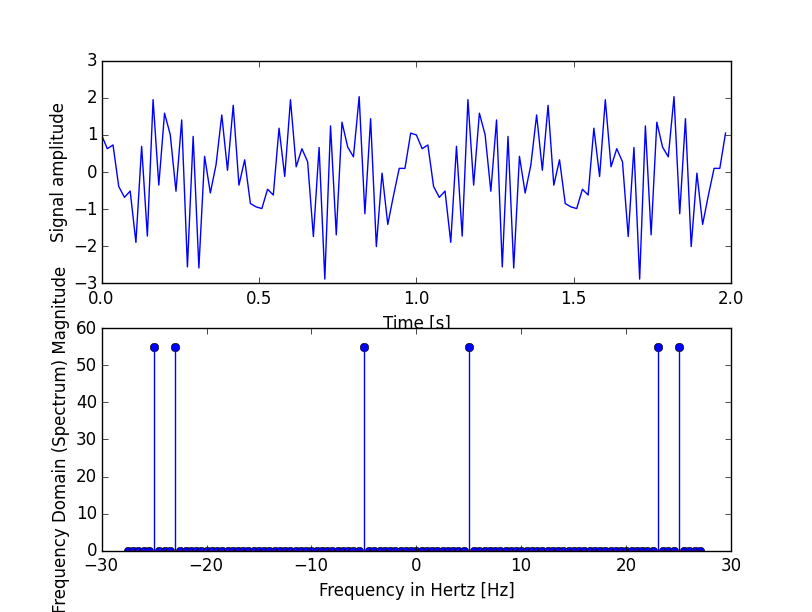 3
2
1
0
−1
−2
−3
Signal amplitude
0.0 0.5 1.0 1.5 2.0
Time [s]
60
50
40
30
20
10
0
Frequency Domain (Spectrum) Magnitude
−30 −20 −10 0 10 20 30
Frequency in Hertz [Hz]